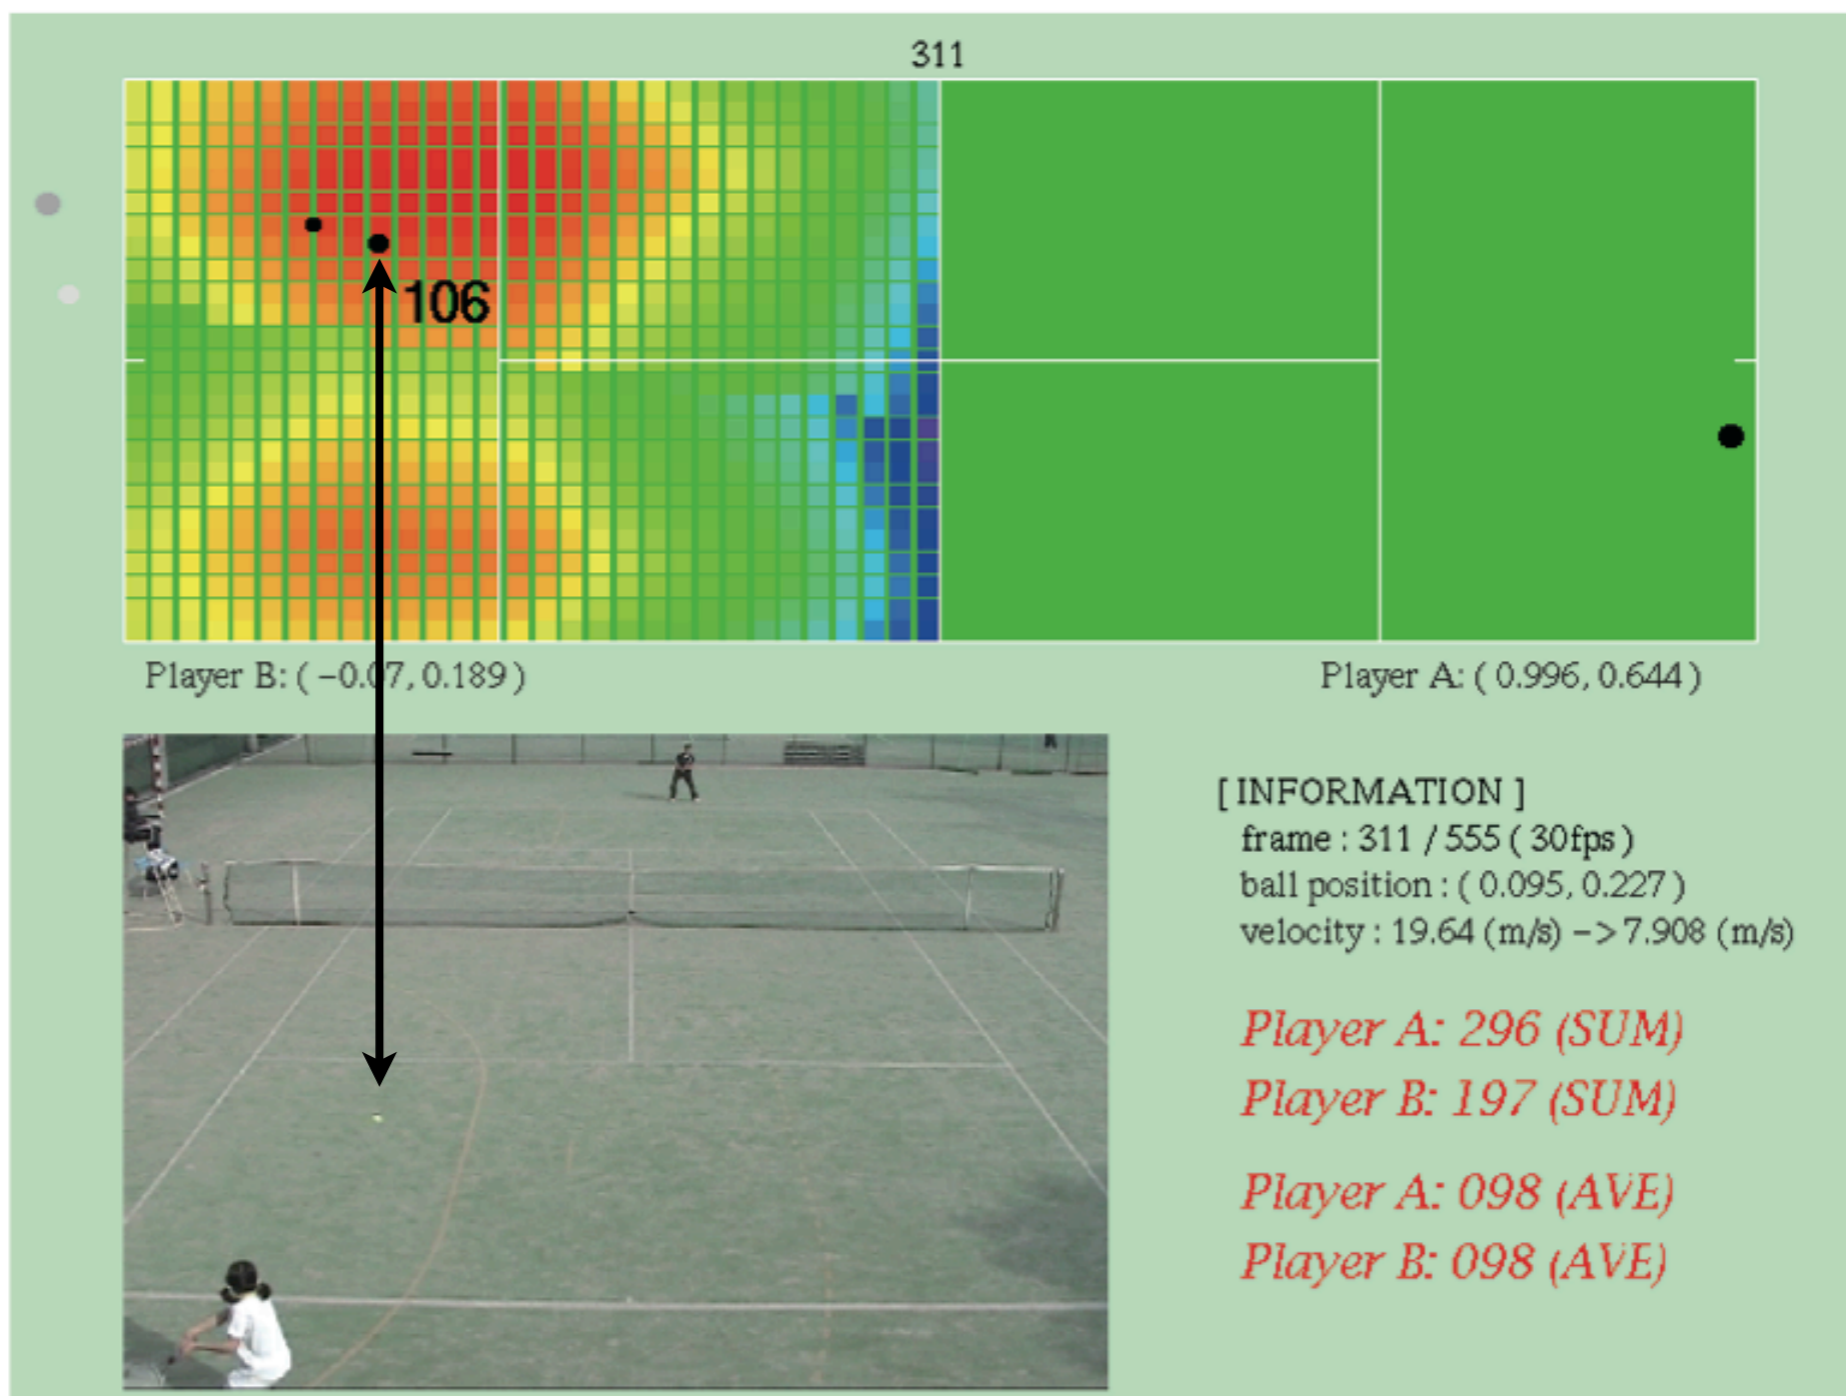 311
106
Player B: ( −0.07, 0.189 )
Player A: ( 0.996, 0.644 )
[ INFORMATION ]
frame : 311 / 555 ( 30fps )
ball position : ( 0.095, 0.227 )
velocity : 19.64 (m/s) −> 7.908 (m/s)
Player A: 296 (SUM)
Player B: 197 (SUM)
Player A: 098 (AVE)
Player B: 098 (AVE)